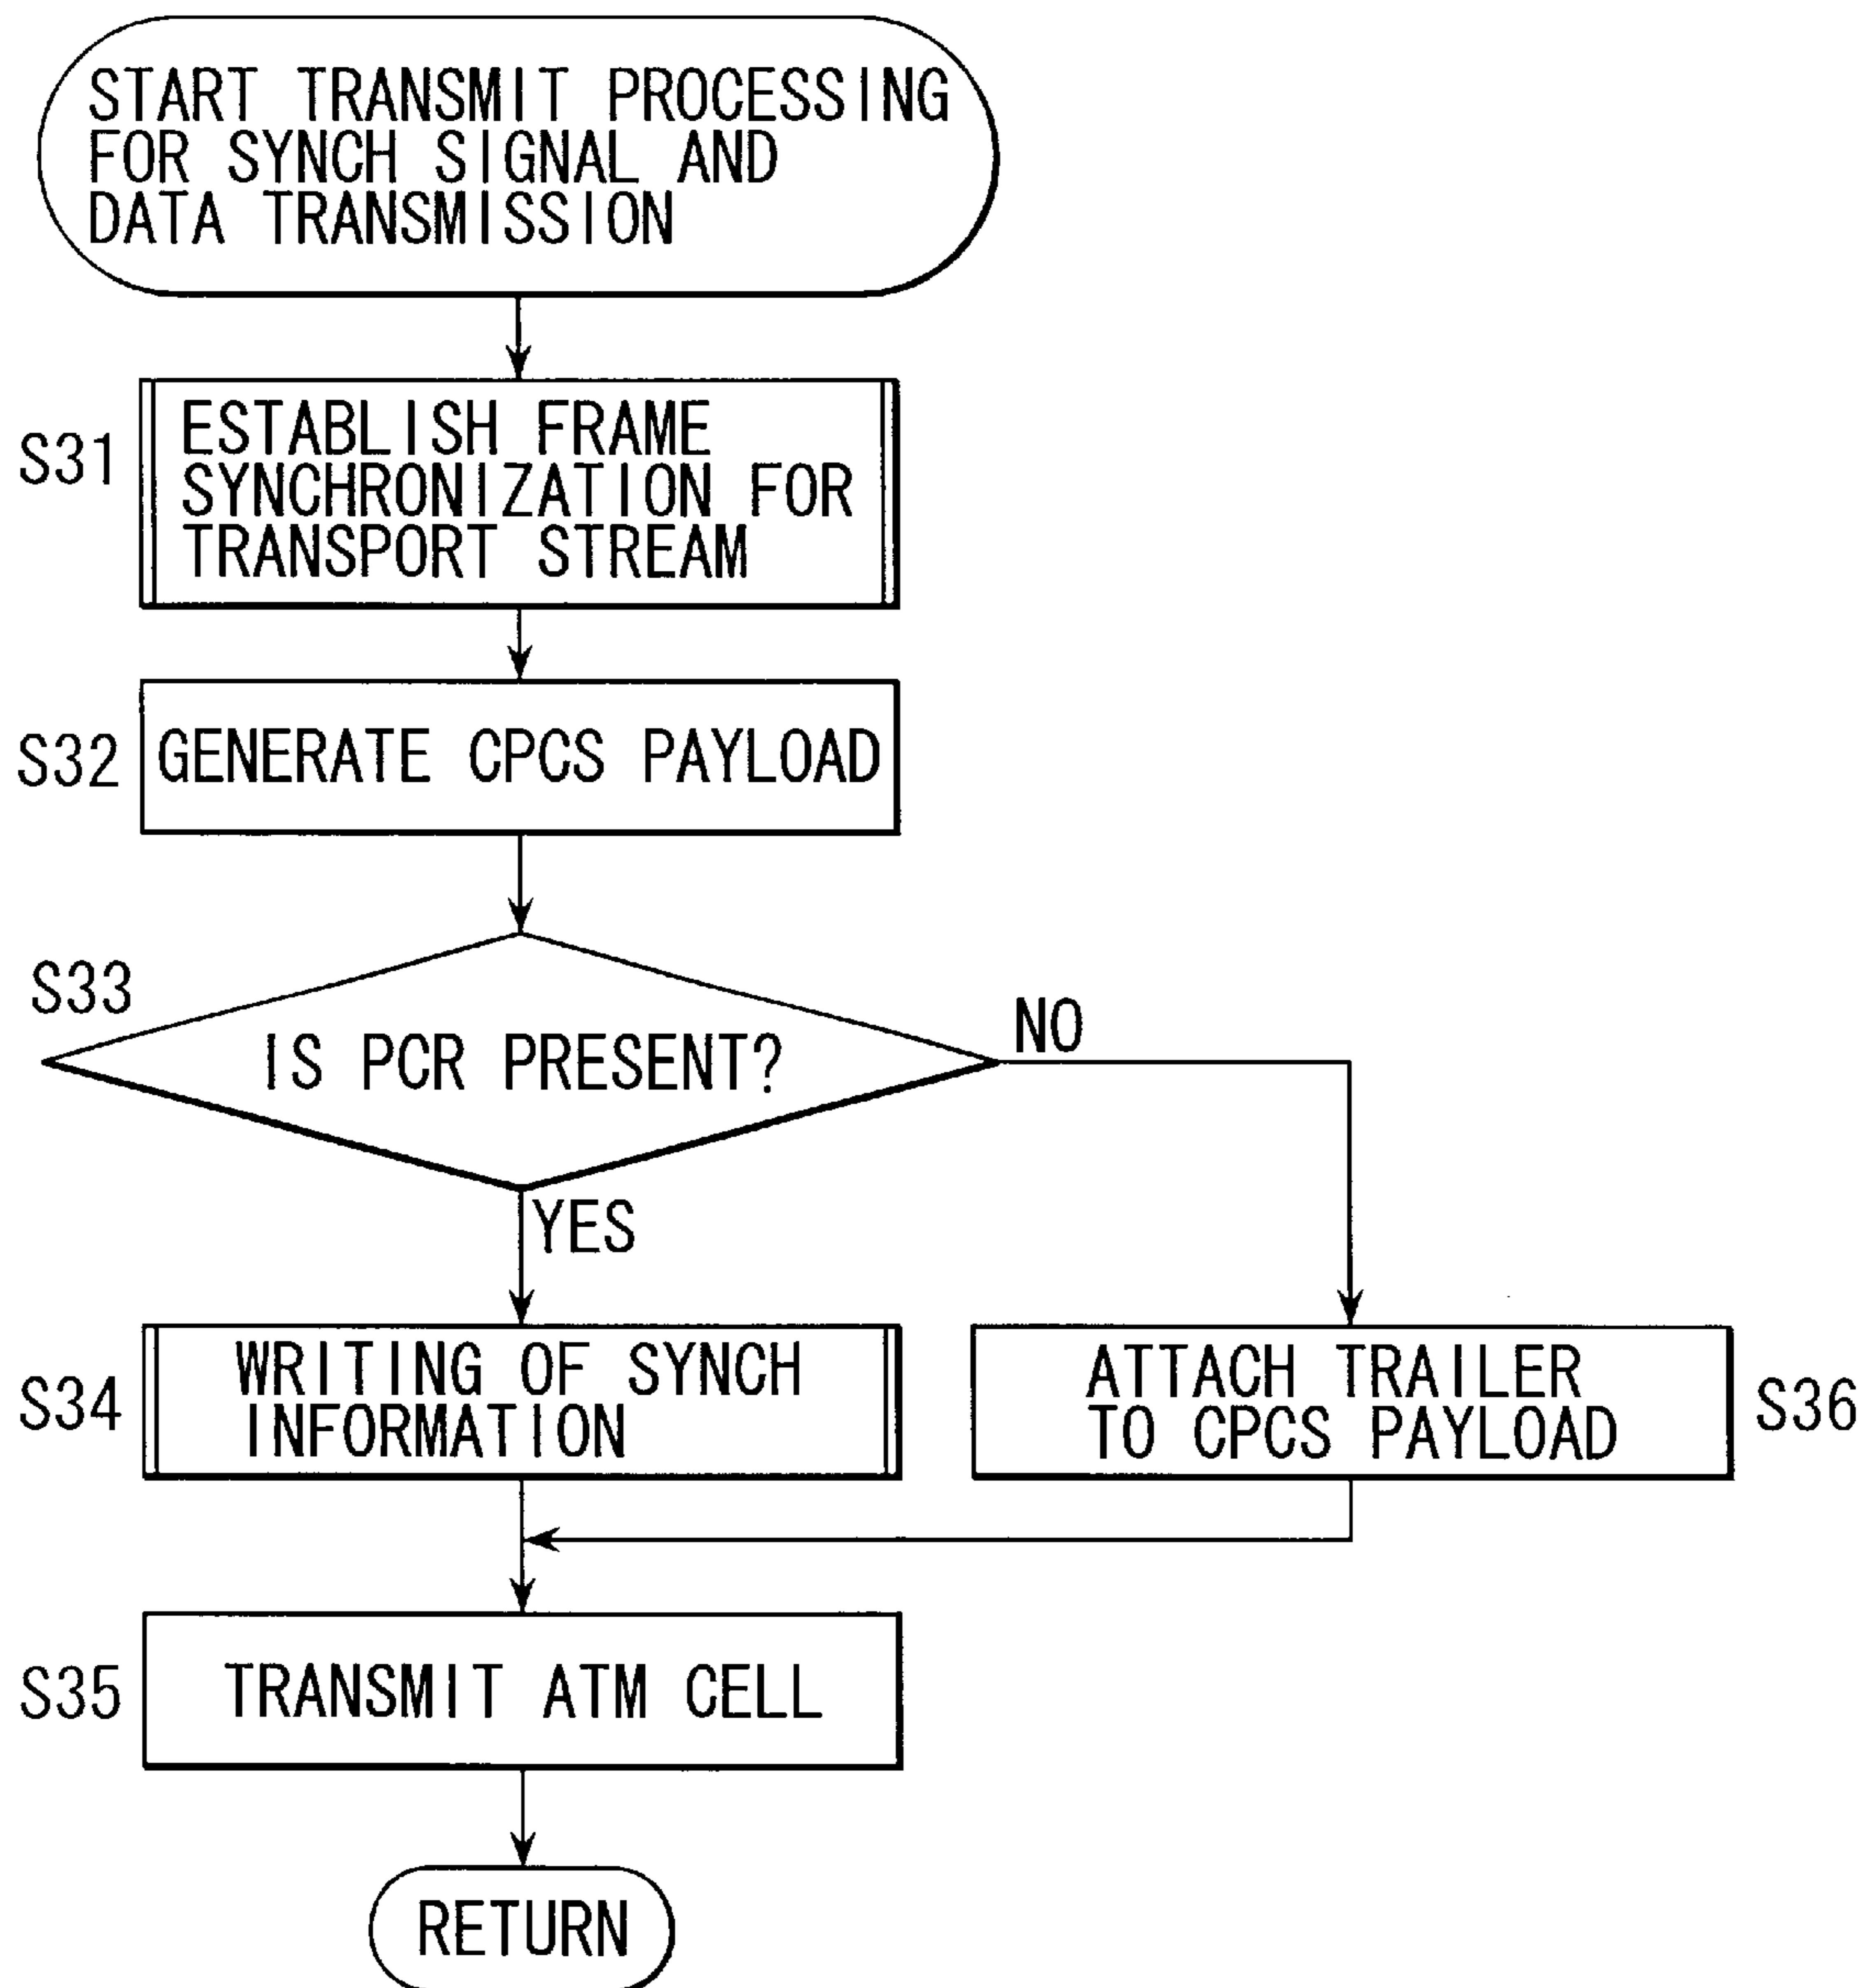 START TRANSMIT PROCESSING
FOR SYNCH SIGNAL AND
DATA TRANSMISSION
S31
ESTABLISH FRAME
SYNCHRONIZATION FOR
TRANSPORT STREAM
S32
GENERATE CPCS PAYLOAD
S33
IS PCR PRESENT?
NO
YES
S34
WRITING OF SYNCH
INFORMATION
ATTACH TRAILER
TO CPCS PAYLOAD
S36
S35
TRANSMIT ATM CELL
RETURN